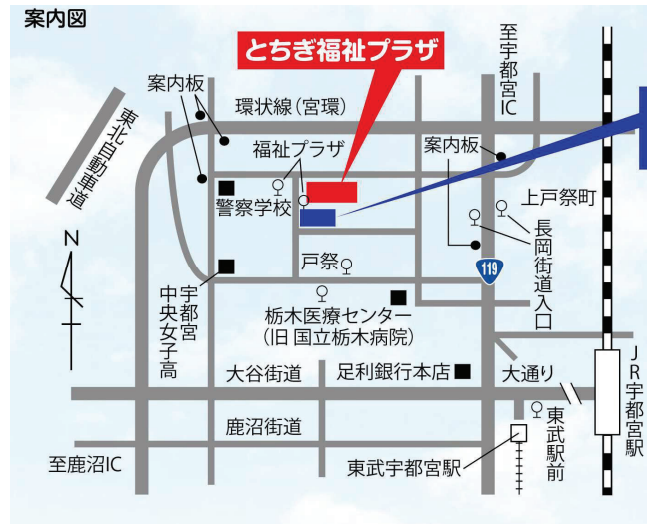 案内図
とちぎ福祉プラザ
至宇都宮IC
案内板
環状線(宮環)
東北自動車道
福祉プラザ
案内板
警察学校
上戸祭町
長岡街道入口
N
戸祭
119
宇都宮
中央女子高
栃木医療センター
(旧 国立栃木病院)
大谷街道
足利銀行本店
大通り
JR宇都宮駅
鹿沼街道
東武駅前
至鹿沼IC
東武宇都宮駅